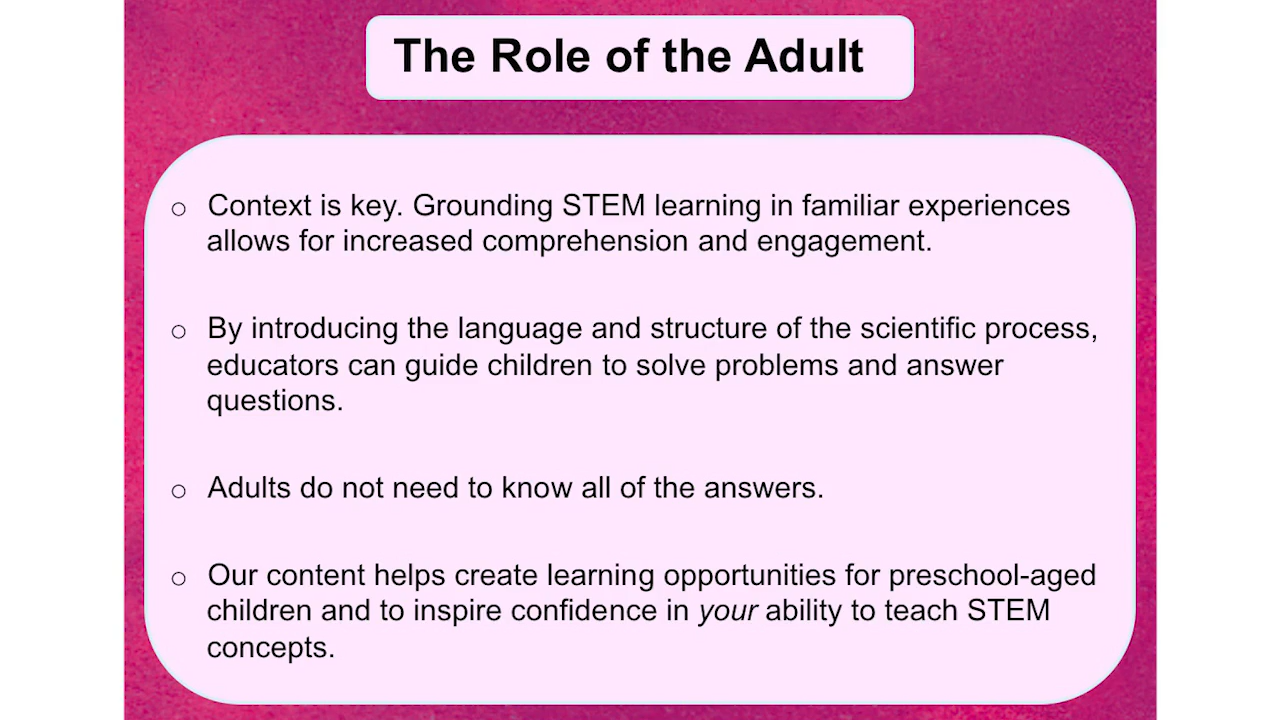 The Role of the Adult
o Context is key. Grounding STEM learning in familiar experiences
allows for increased comprehension and engagement.
o By introducing the language and structure of the scientific process,
educators can guide children to solve problems and answer
questions.
o Adults do not need to know all of the answers.
o Our content helps create learning opportunities for preschool-aged
children and to inspire confidence in your ability to teach STEM
concepts.